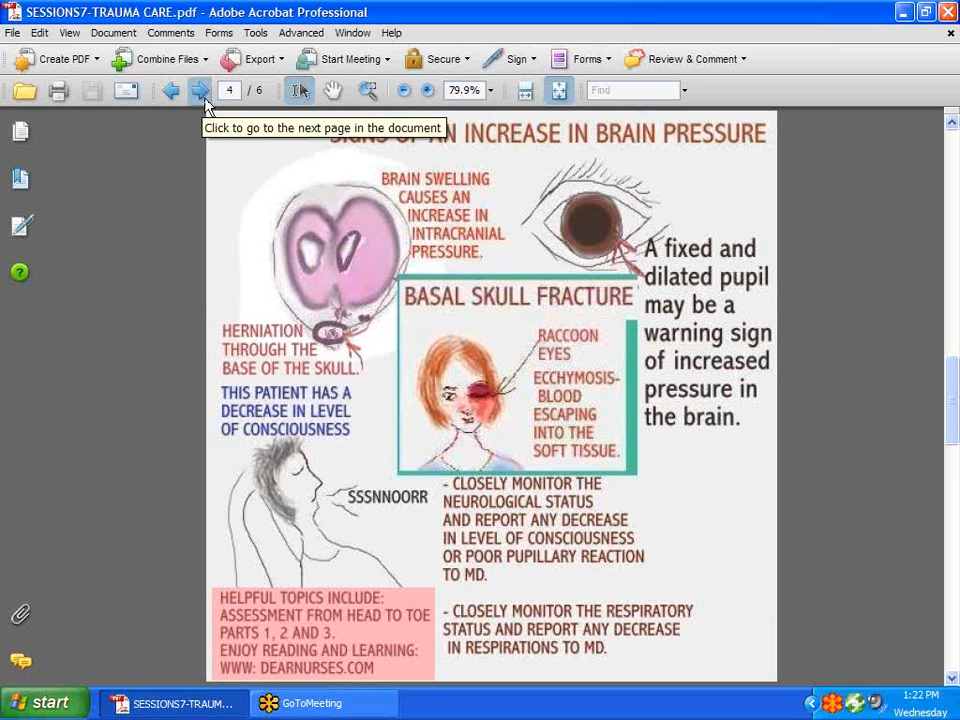 SESSIONS7-TRAUMA CARE.pdf - Adobe Acrobat Professional
File Edit View Document Comments Forms Tools Advanced Window Help
Create PDF Combine Files Export Start Meeting Secure Sign Forms Review & Comment
4 / 6 79.9% Find
Click to go to the next page in the document
SIGNS OF AN INCREASE IN BRAIN PRESSURE
BRAIN SWELLING
CAUSES AN
INCREASE IN
INTRACRANIAL
PRESSURE.
A fixed and
dilated pupil
may be a
warning sign
of increased
pressure in
the brain.
BASAL SKULL FRACTURE
RACCOON
EYES
ECCHYMOSIS-
BLOOD
ESCAPING
INTO THE
SOFT TISSUE.
HERNIATION
THROUGH THE
BASE OF THE SKULL.
THIS PATIENT HAS A
DECREASE IN LEVEL
OF CONSCIOUSNESS
SSSNNOORR
- CLOSELY MONITOR THE
NEUROLOGICAL STATUS
AND REPORT ANY DECREASE
IN LEVEL OF CONSCIOUSNESS
OR POOR PUPILLARY REACTION
TO MD.
- CLOSELY MONITOR THE RESPIRATORY
STATUS AND REPORT ANY DECREASE
IN RESPIRATIONS TO MD.
HELPFUL TOPICS INCLUDE:
ASSESSMENT FROM HEAD TO TOE
PARTS 1, 2 AND 3.
ENJOY READING AND LEARNING:
WWW: DEARNURSES.COM
start SESSIONS7-TRAUM... GoToMeeting 1:22 PM
Wednesday